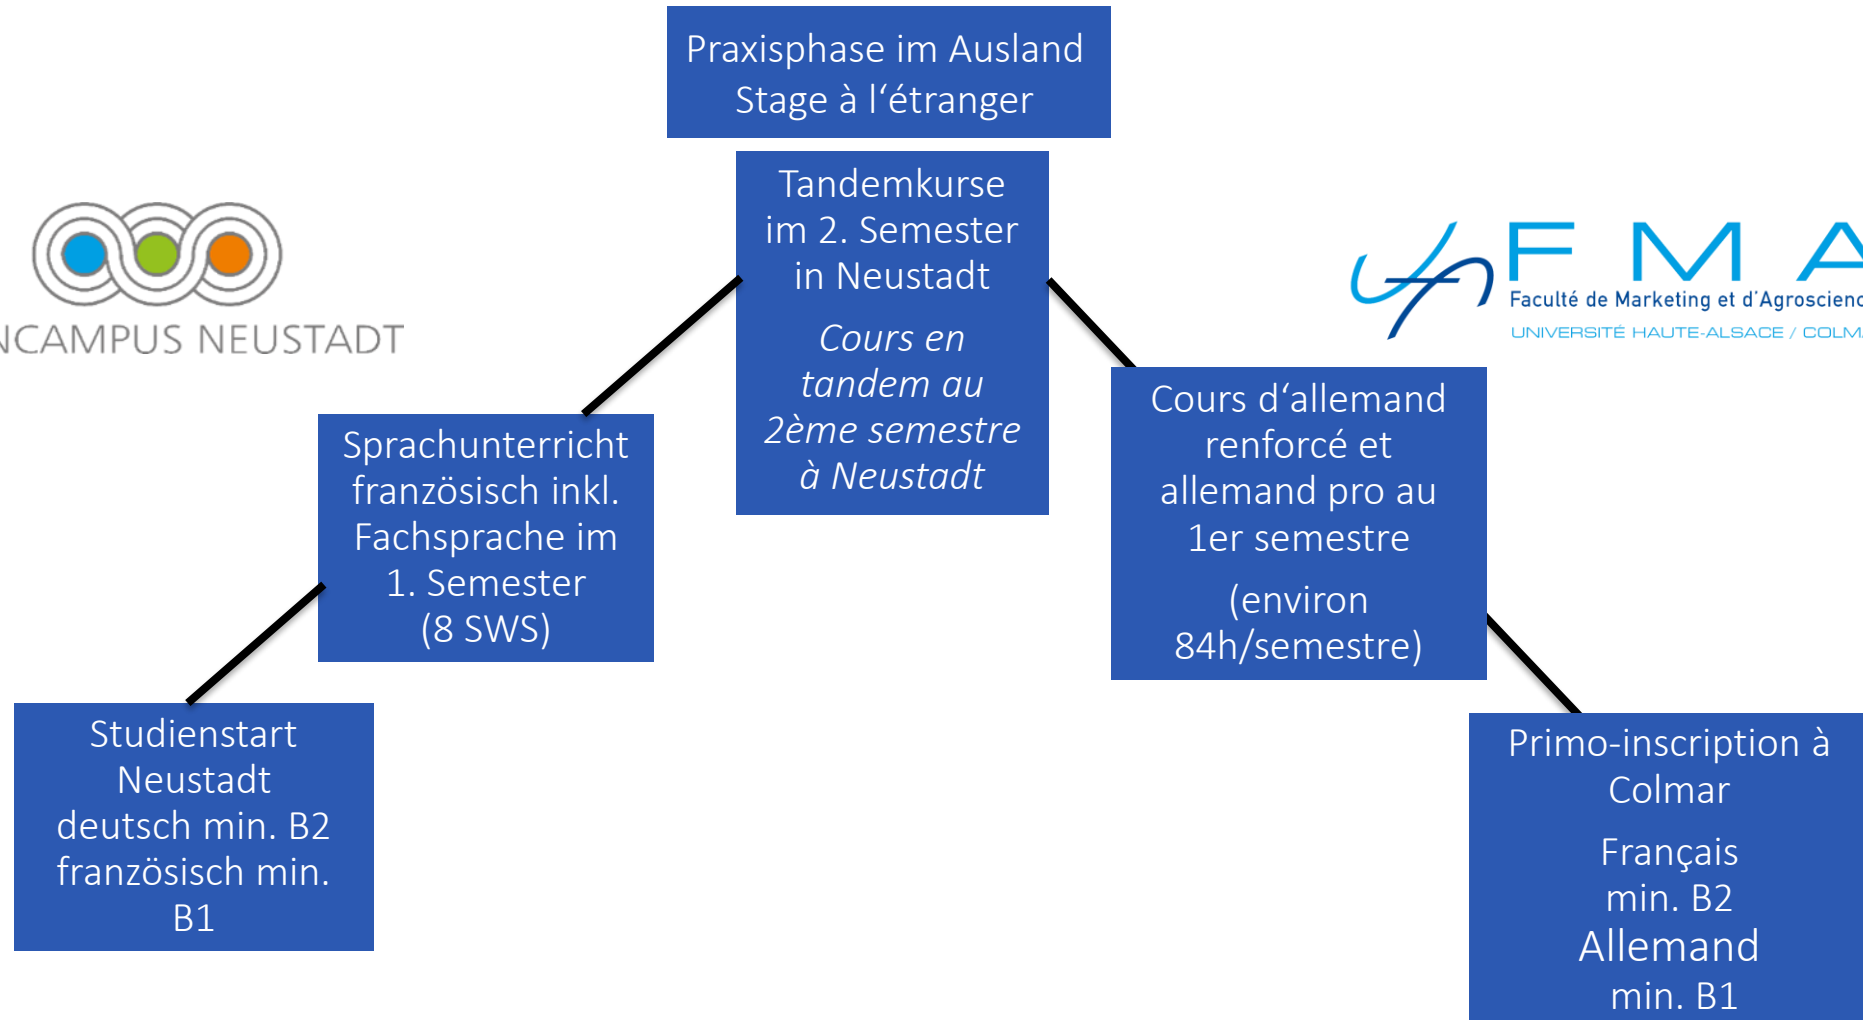 Praxisphase im Ausland
Stage à l‘étranger
Tandemkurse
im 2. Semester
in Neustadt
Cours en
tandem au
2ème semestre
à Neustadt
NCAMPUS NEUSTADT
FMA
Faculté de Marketing et d'Agroscienc
UNIVERSITÉ HAUTE-ALSACE / COLM
Sprachunterricht
französisch inkl.
Fachsprache im
1. Semester
(8 SWS)
Cours d‘allemand
renforcé et
allemand pro au
1er semestre
(environ
84h/semestre)
Studienstart
Neustadt
deutsch min. B2
französisch min.
B1
Primo-inscription à
Colmar
Français
min. B2
Allemand
min. B1